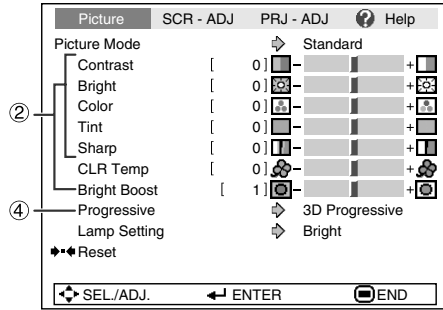 Picture SCR - ADJ PRJ - ADJ ? Help
Picture Mode Standard
Contrast [ 0 ] - +
Bright [ 0 ] - +
② Color [ 0 ] - +
Tint [ 0 ] - +
Sharp [ 0 ] - +
CLR Temp [ 0 ] - +
Bright Boost [ 1 ] - +
④ Progressive 3D Progressive
Lamp Setting Bright
Reset
SEL./ADJ. ENTER END